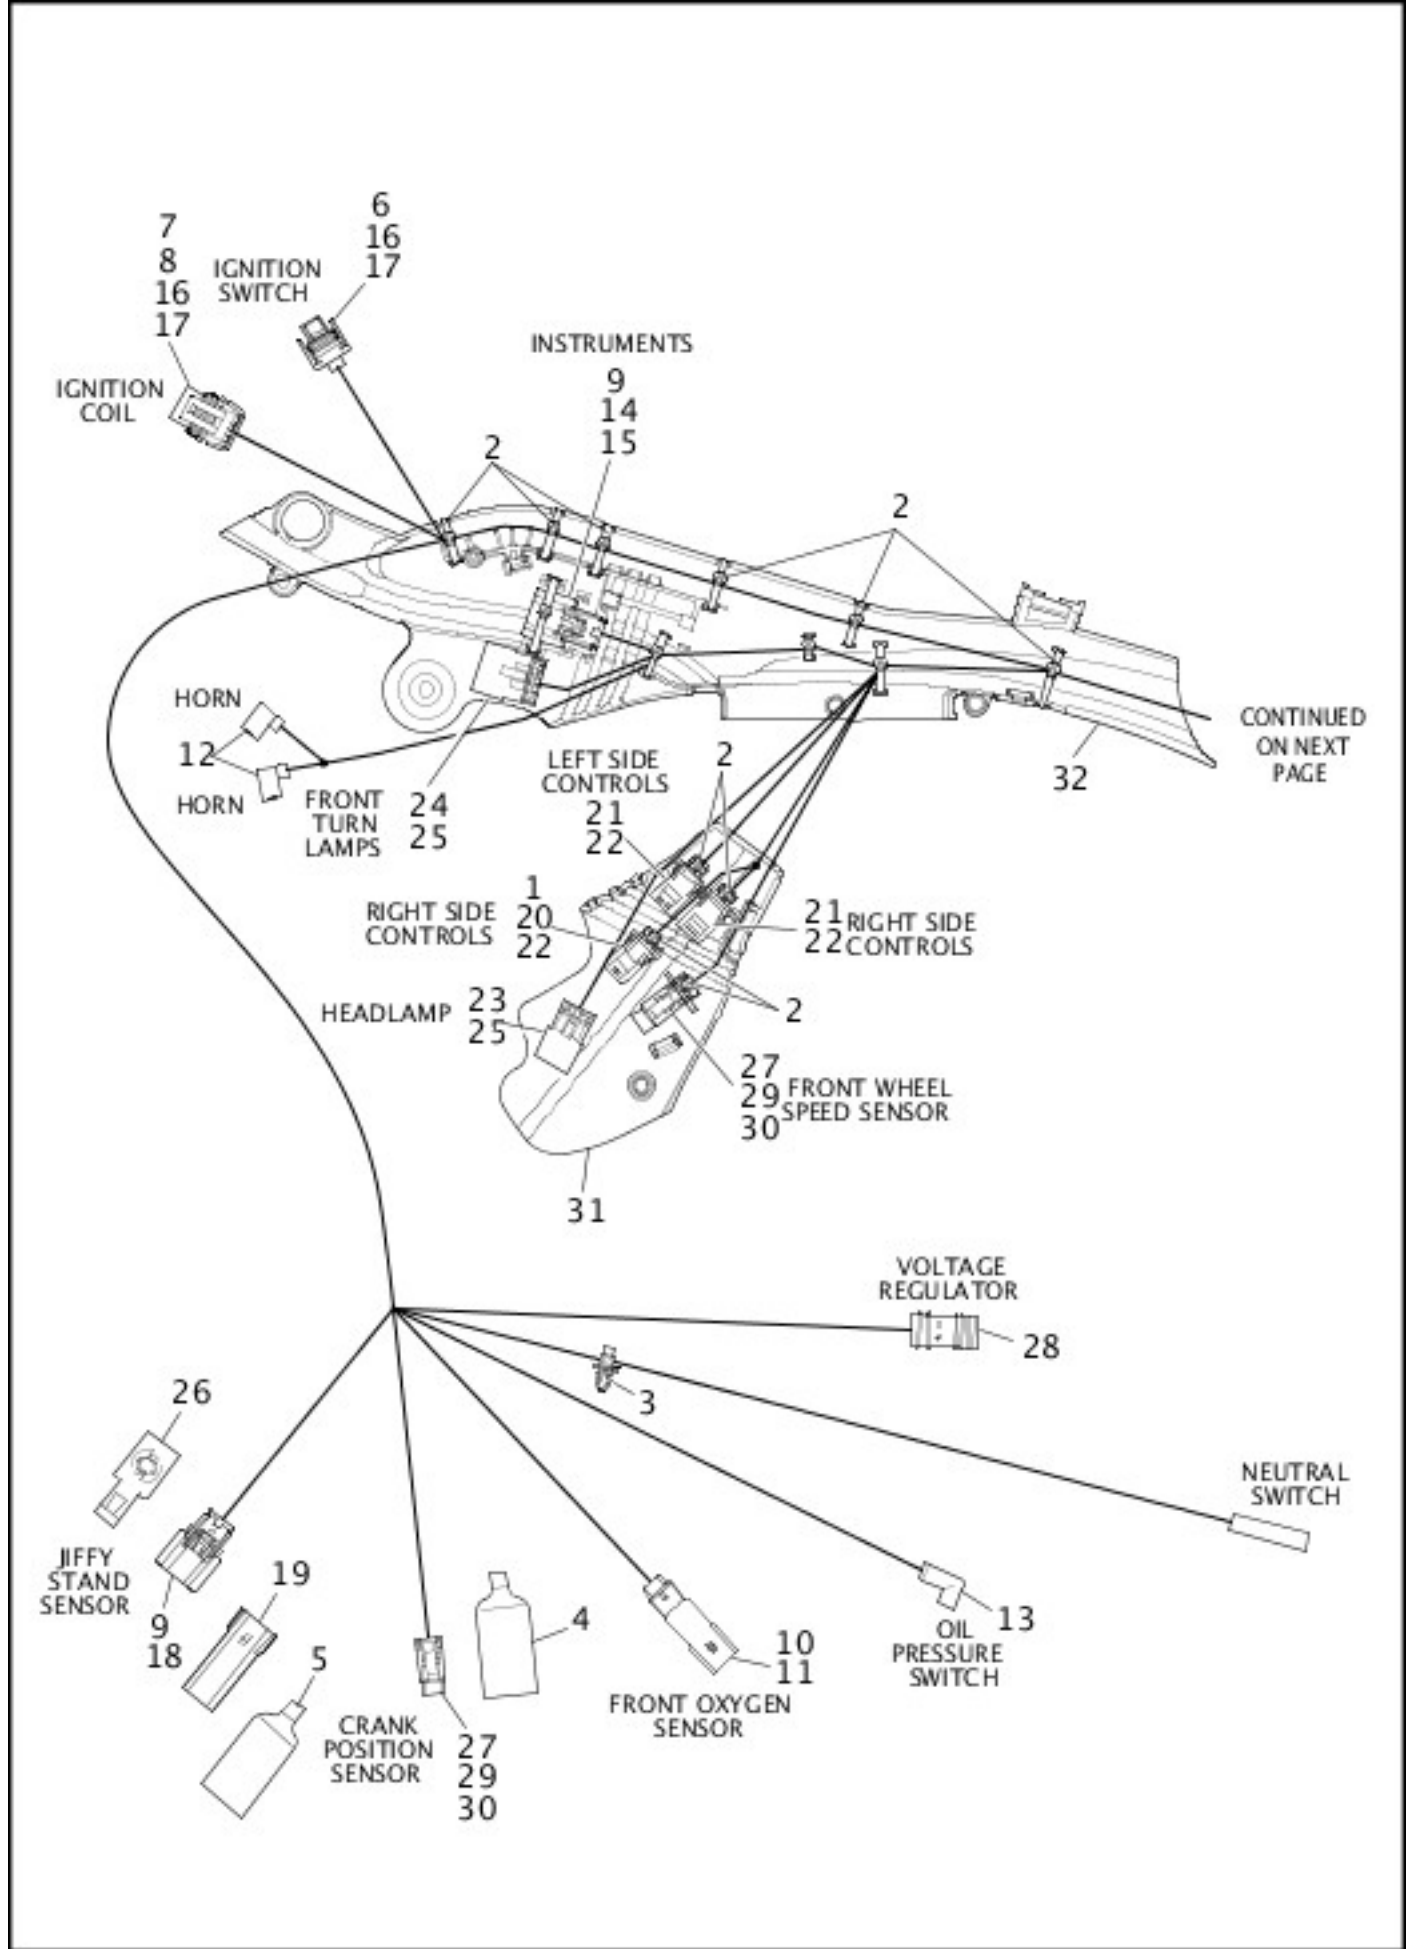 6
16
17
7
8
16
17
IGNITION
SWITCH
IGNITION
COIL
INSTRUMENTS
9
14
15
2
2
HORN
12
HORN
FRONT
TURN
LAMPS
24
25
LEFT SIDE
CONTROLS
21
22
2
32
CONTINUED
ON NEXT
PAGE
RIGHT SIDE
CONTROLS
1
20
22
21
22
RIGHT SIDE
CONTROLS
HEADLAMP
23
25
2
27
29
30
FRONT WHEEL
SPEED SENSOR
31
VOLTAGE
REGULATOR
28
3
26
NEUTRAL
SWITCH
JIFFY
STAND
SENSOR
9
18
19
5
4
CRANK
POSITION
SENSOR
27
29
30
10
11
FRONT OXYGEN
SENSOR
13
OIL
PRESSURE
SWITCH